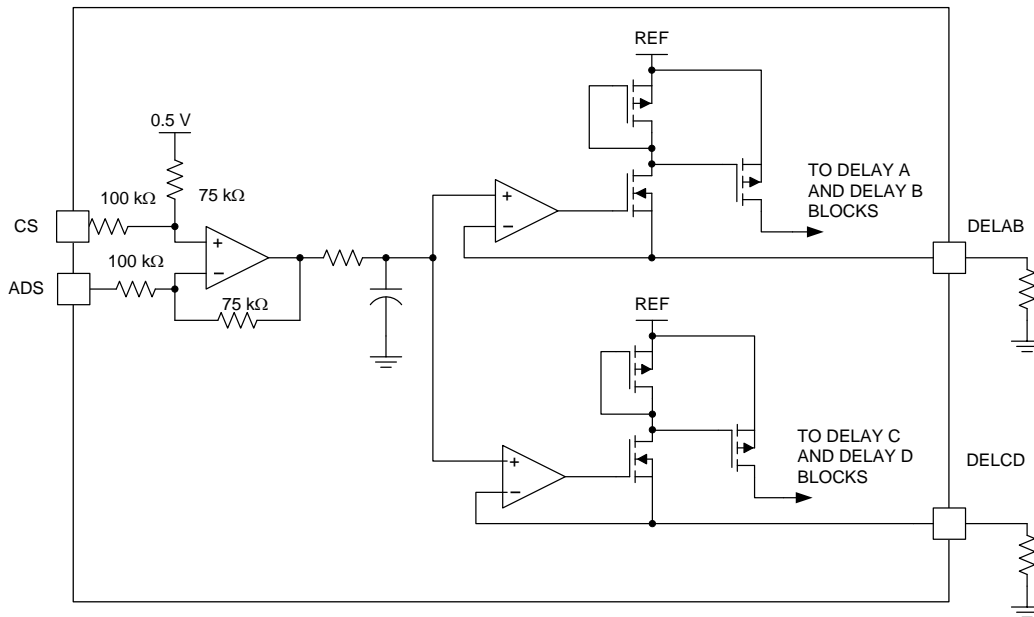 REF
0.5 V
100 kΩ
75 kΩ
CS
+
−
100 kΩ
ADS
75 kΩ
+
−
TO DELAY A
AND DELAY B
BLOCKS
DELAB
REF
+
−
TO DELAY C
AND DELAY D
BLOCKS
DELCD